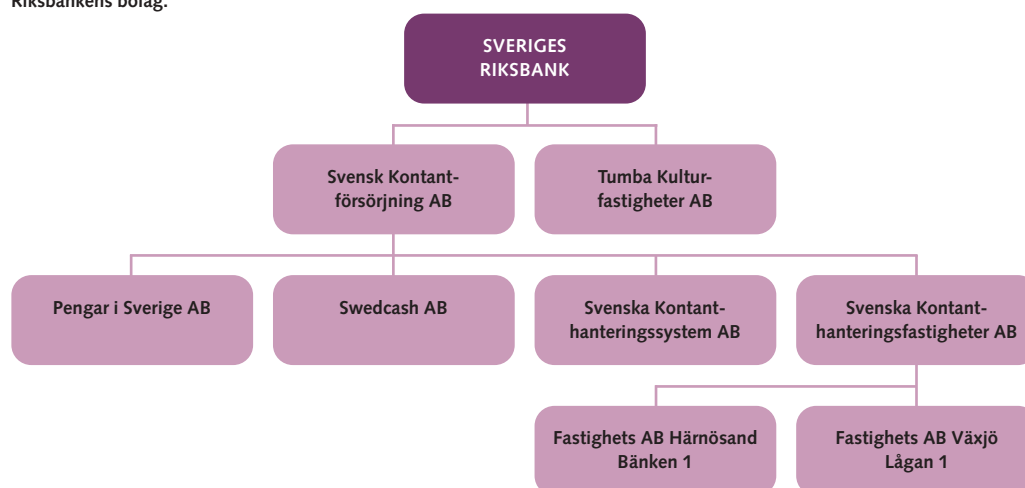 Riksbankens bolag.
SVERIGES
RIKSBANK
Svensk Kontant-
försörjning AB
Tumba Kultur-
fastigheter AB
Pengar i Sverige AB
Swedcash AB
Svenska Kontant-
hanteringssystem AB
Svenska Kontant-
hanteringsfastigheter AB
Fastighets AB Härnösand
Bänken 1
Fastighets AB Växjö
Lågan 1